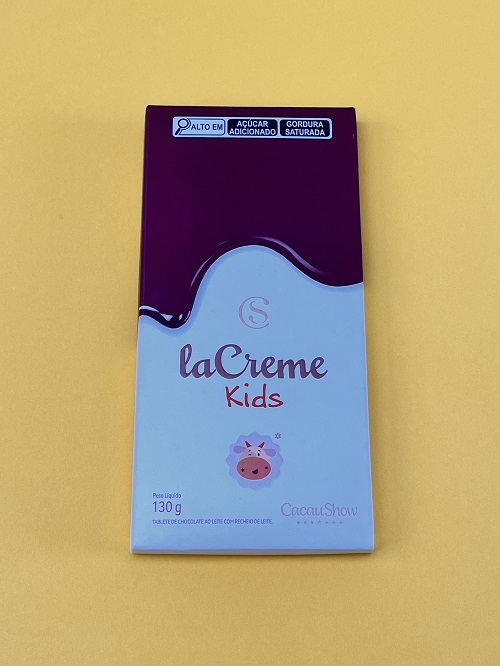 ALTO EM
AÇÚCAR
ADICIONADO
GORDURA
SATURADA
CS
laCreme
Kids
Peso Líquido
130 g
TABLETE DE CHOCOLATE AO LEITE COM RECHEIO DE LEITE.
CacauShow